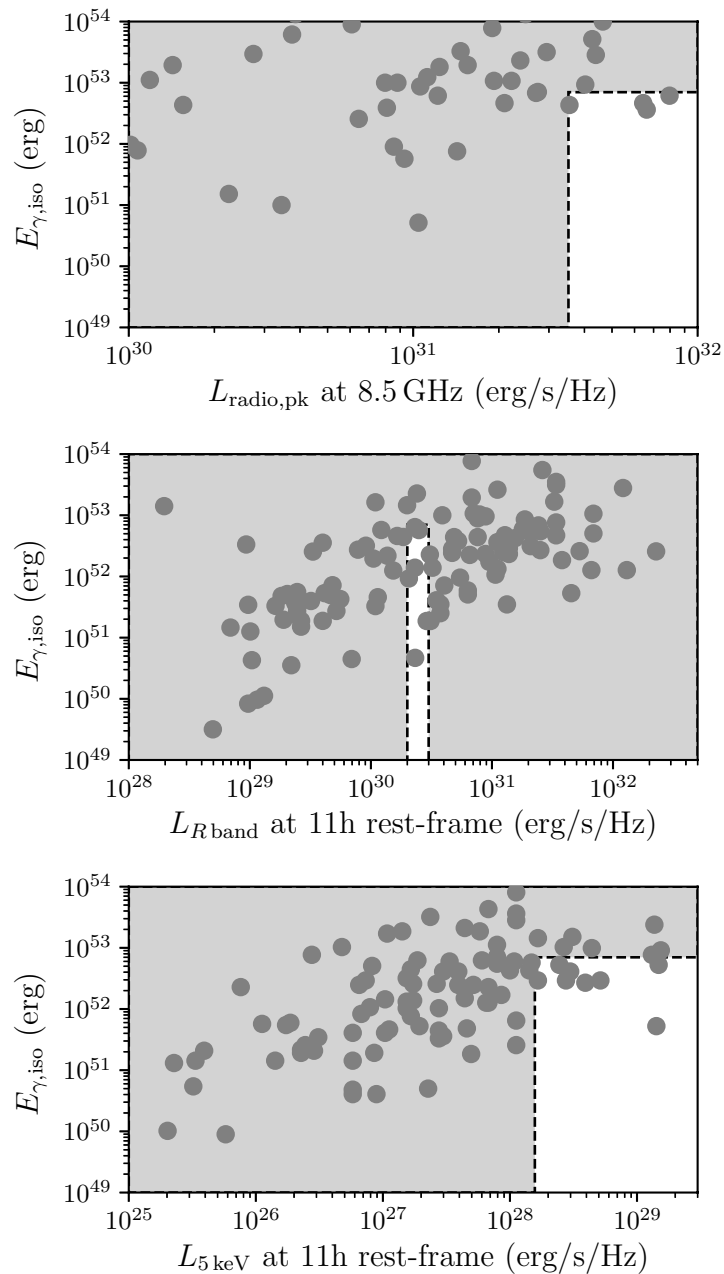 10^54
10^53
10^52
10^51
10^50
10^49
E_γ,iso (erg)
10^30 10^31 10^32
L_radio,pk at 8.5 GHz (erg/s/Hz)
10^54
10^53
10^52
10^51
10^50
10^49
E_γ,iso (erg)
10^28 10^29 10^30 10^31 10^32
L_R band at 11h rest-frame (erg/s/Hz)
10^54
10^53
10^52
10^51
10^50
10^49
E_γ,iso (erg)
10^25 10^26 10^27 10^28 10^29
L_5 keV at 11h rest-frame (erg/s/Hz)